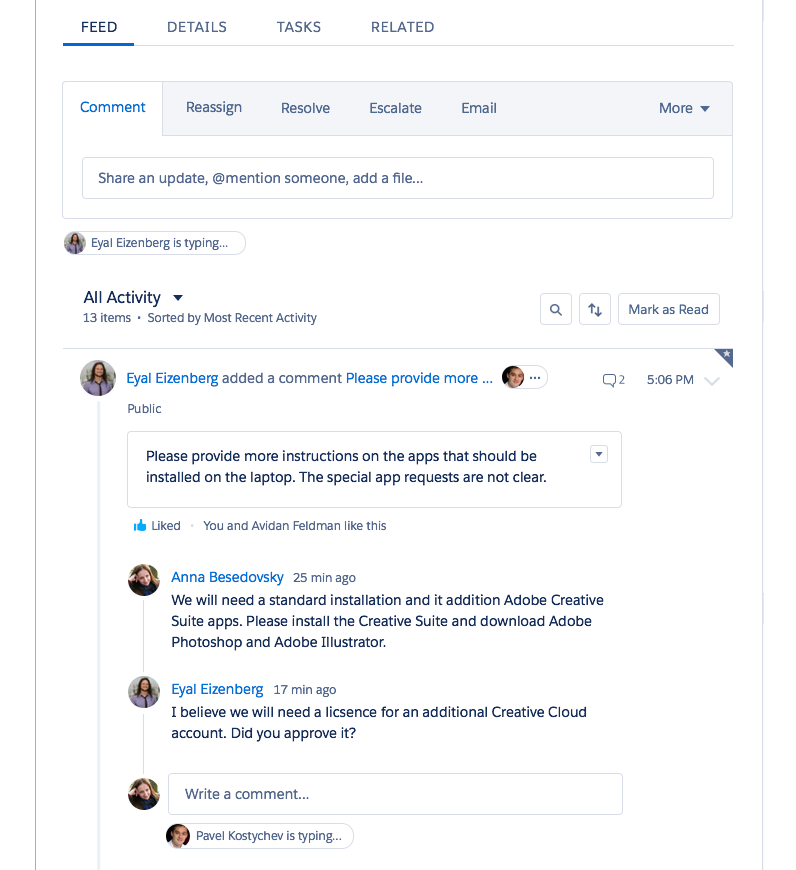 FEED DETAILS TASKS RELATED
Comment Reassign Resolve Escalate Email More
Share an update, @mention someone, add a file...
Eyal Eizenberg is typing...
All Activity
13 items • Sorted by Most Recent Activity
Mark as Read
Eyal Eizenberg added a comment Please provide more ... 2 5:06 PM
Public
Please provide more instructions on the apps that should be
installed on the laptop. The special app requests are not clear.
Liked • You and Avidan Feldman like this
Anna Besedovsky 25 min ago
We will need a standard installation and it addition Adobe Creative
Suite apps. Please install the Creative Suite and download Adobe
Photoshop and Adobe Illustrator.
Eyal Eizenberg 17 min ago
I believe we will need a licsence for an additional Creative Cloud
account. Did you approve it?
Write a comment...
Pavel Kostychev is typing...